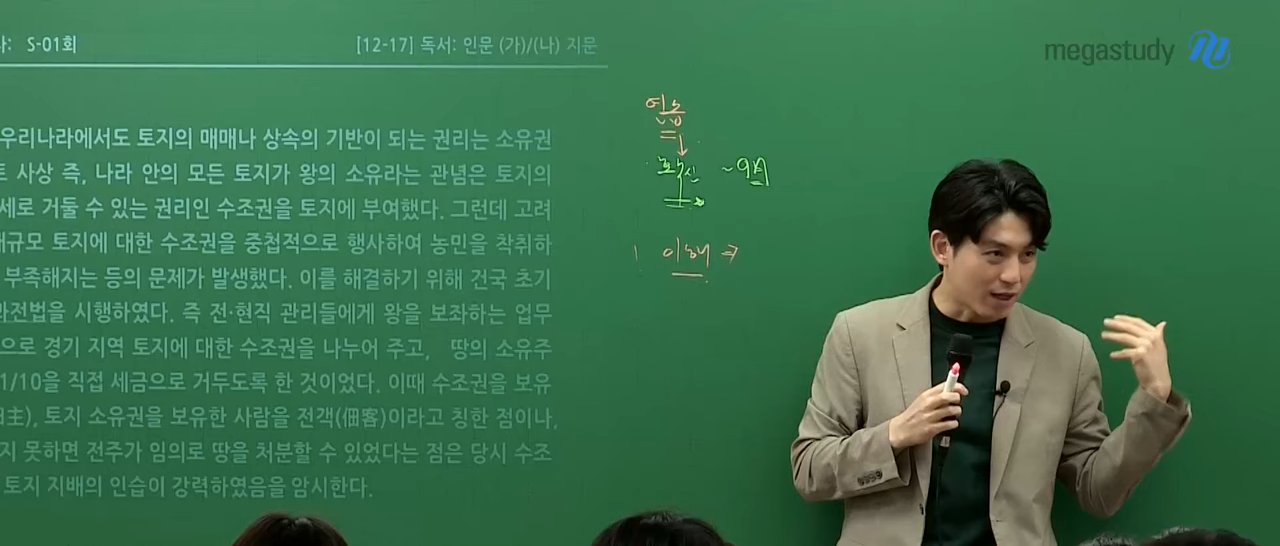 사: S-01회
[12-17] 독서: 인문 (가)/(나) 지문
megastudy
우리나라에서도 토지의 매매나 상속의 기반이 되는 권리는 소유권
사상 즉, 나라 안의 모든 토지가 왕의 소유라는 관념은 토지의
세로 거둘 수 있는 권리인 수조권을 토지에 부여했다. 그런데 고려
규모 토지에 대한 수조권을 중첩적으로 행사하여 농민을 착취하
부족해지는 등의 문제가 발생했다. 이를 해결하기 위해 건국 초기
과전법을 시행하였다. 즉 전·현직 관리들에게 왕을 보좌하는 업무
으로 경기 지역 토지에 대한 수조권을 나누어 주고, 땅의 소유주
1/10을 직접 세금으로 거두도록 한 것이었다. 이때 수조권을 보유
主), 토지 소유권을 보유한 사람을 전객(佃客)이라고 칭한 점이나,
지 못하면 전주가 임의로 땅을 처분할 수 있었다는 점은 당시 수조
토지 지배의 인습이 강력하였음을 암시한다.
연습
~9월
이해 ⇒